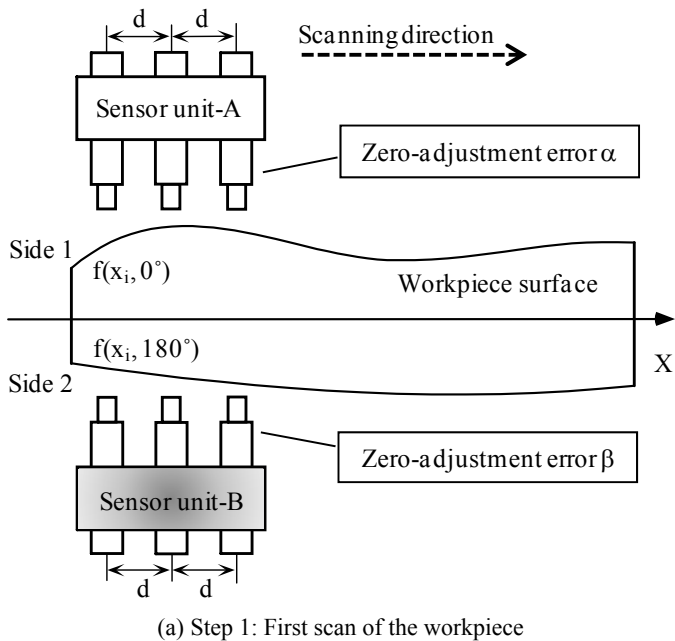 d d
Scanning direction
Sensor unit-A
Zero-adjustment error α
Side 1
f(xᵢ, 0°)
Workpiece surface
f(xᵢ, 180°)
X
Side 2
Zero-adjustment error β
Sensor unit-B
d d
(a) Step 1: First scan of the workpiece